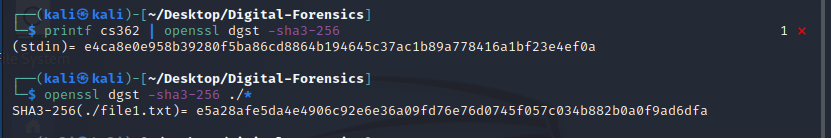 ┌──(kali㉿kali)-[~/Desktop/Digital-Forensics]
└─$ printf cs362 | openssl dgst -sha3-256 1 ⨯
(stdin)= e4ca8e0e958b39280f5ba86cd8864b194645c37ac1b89a778416a1bf23e4ef0a
┌──(kali㉿kali)-[~/Desktop/Digital-Forensics]
└─$ openssl dgst -sha3-256 ./*
SHA3-256(./file1.txt)= e5a28afe5da4e4906c92e6e36a09fd76e76d0745f057c034b882b0a0f9ad6dfa